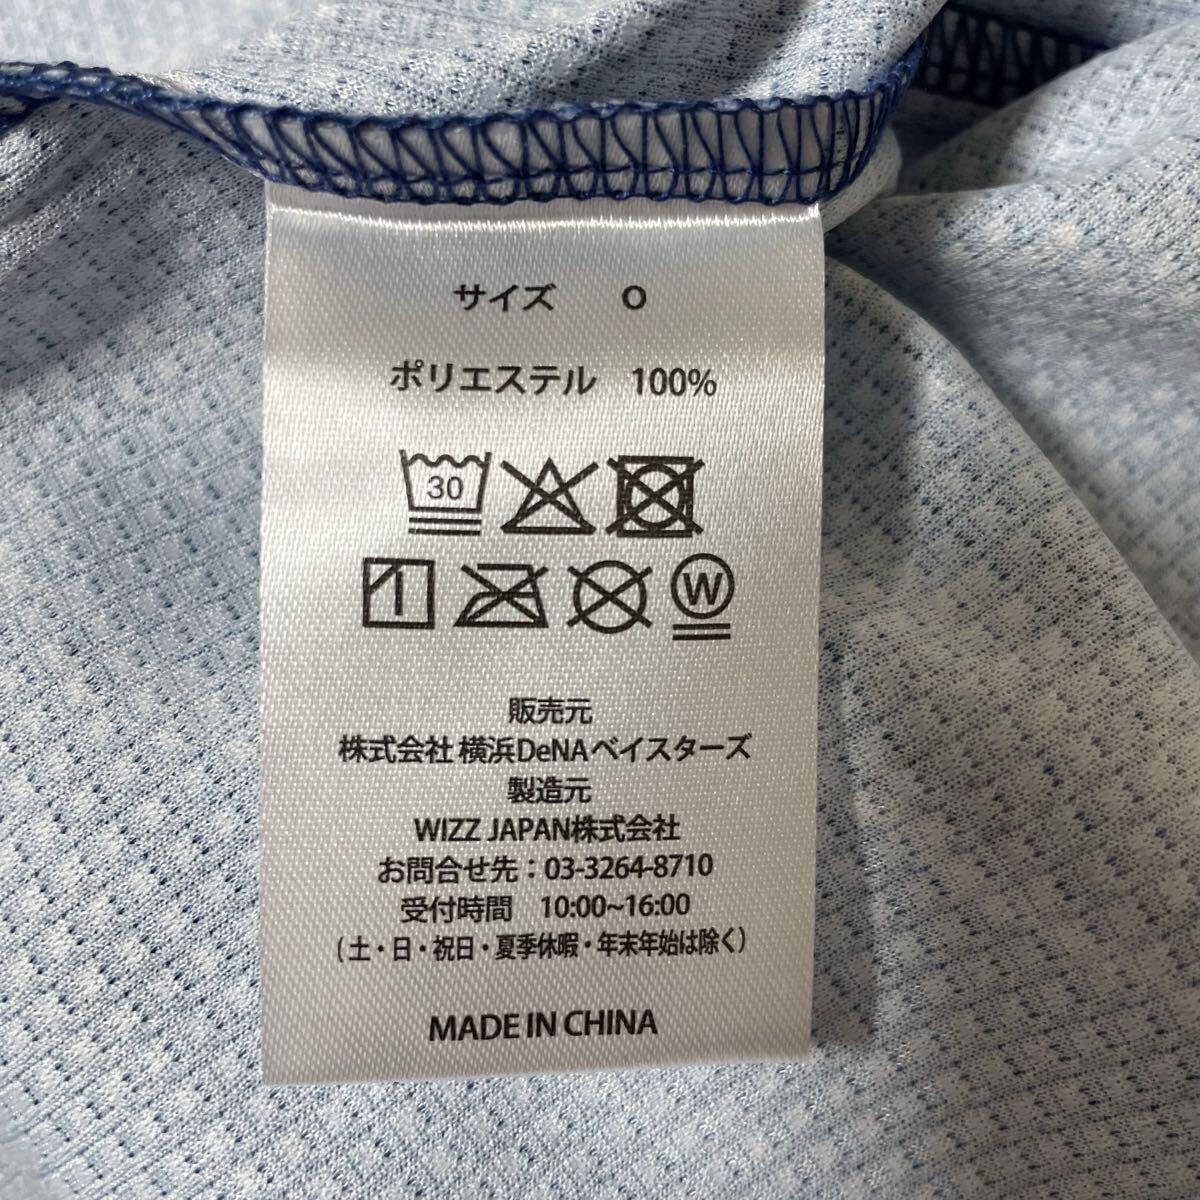 サイズ O
ポリエステル 100%
30
W
販売元
株式会社 横浜DeNAベイスターズ
製造元
WIZZ JAPAN株式会社
お問合せ先：03-3264-8710
受付時間 10:00~16:00
(土・日・祝日・夏季休暇・年末年始は除く)
MADE IN CHINA